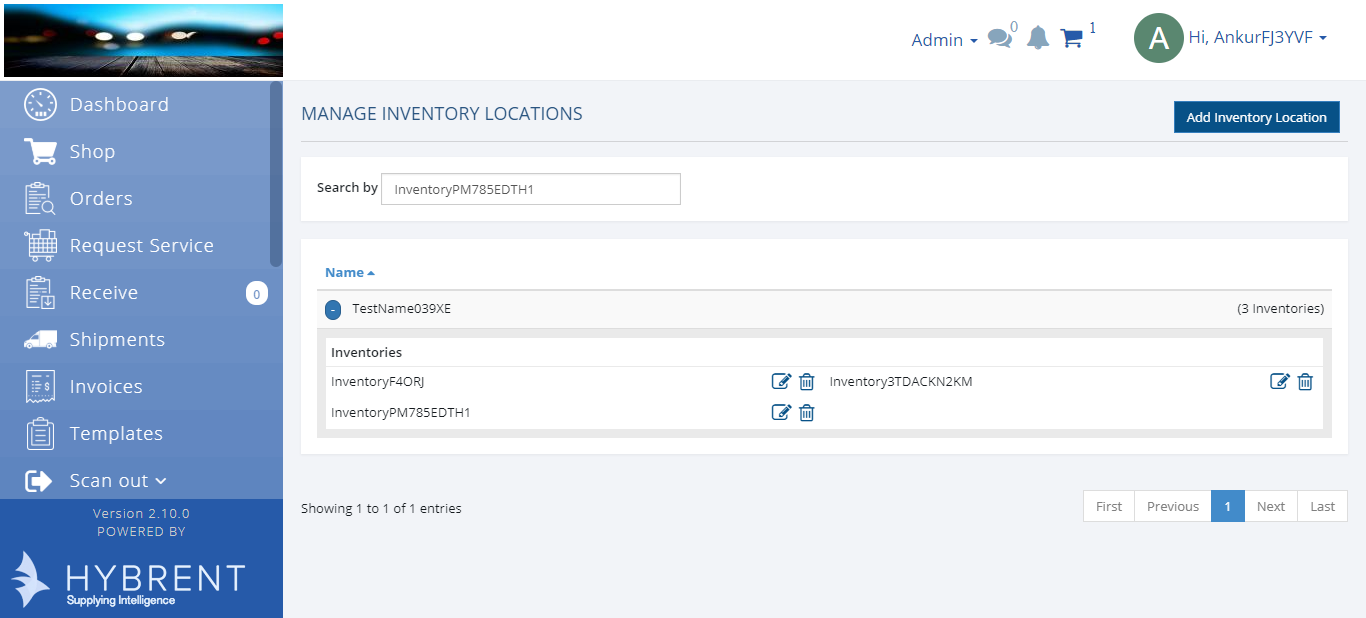 Admin
0
1
A
Hi, AnkurFJ3YVF
Dashboard
Shop
Orders
Request Service
Receive
0
Shipments
Invoices
Templates
Scan out
Version 2.10.0
POWERED BY
HYBRENT
Supplying Intelligence
MANAGE INVENTORY LOCATIONS
Add Inventory Location
Search by
InventoryPM785EDTH1
Name
- TestName039XE
(3 Inventories)
Inventories
InventoryF4ORJ
Inventory3TDACKN2KM
InventoryPM785EDTH1
Showing 1 to 1 of 1 entries
First
Previous
1
Next
Last